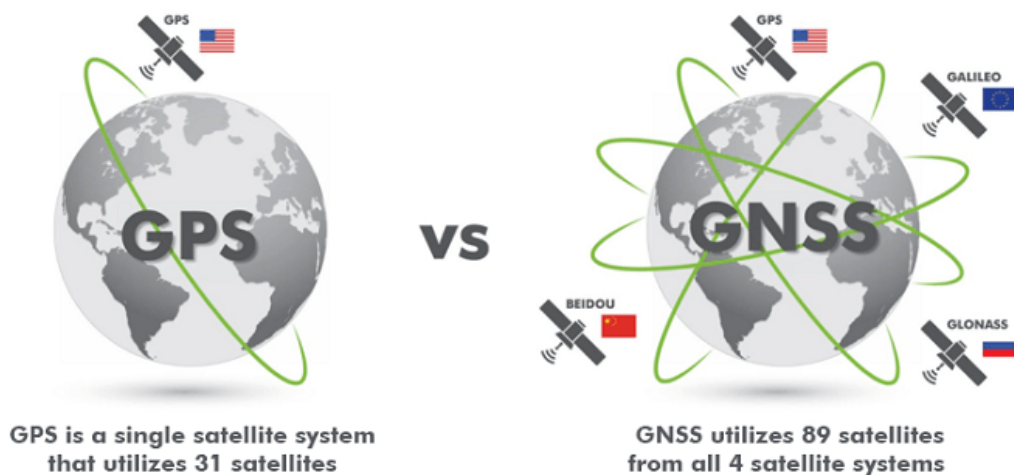 GPS
GPS
GPS is a single satellite system
that utilizes 31 satellites
vs
GPS
GALILEO
GNSS
BEIDOU
GLONASS
GNSS utilizes 89 satellites
from all 4 satellite systems